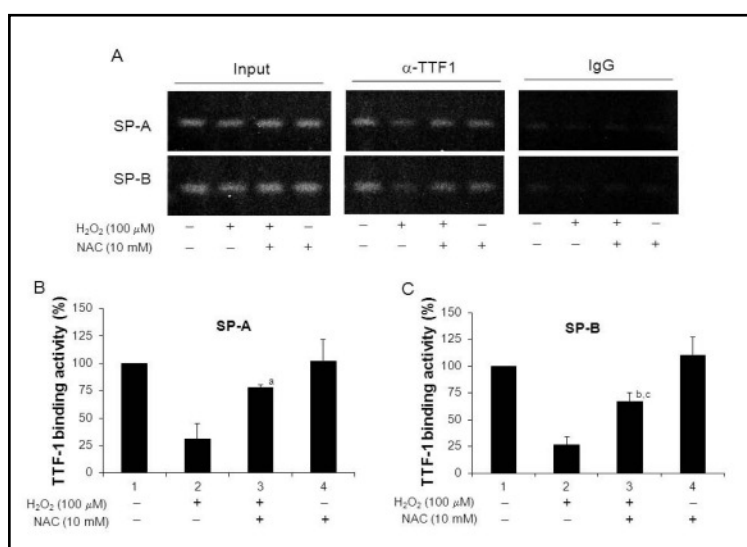 A
Input
α-TTF1
IgG
SP-A
SP-B
H₂O₂ (100 μM) – + + – – + + – – + + –
NAC (10 mM) – – + + – – + + – – + +
B
SP-A
TTF-1 binding activity (%)
150
125
100
75
50
25
0
a
1 2 3 4
H₂O₂ (100 μM) – + + –
NAC (10 mM) – – + +
C
SP-B
TTF-1 binding activity (%)
150
125
100
75
50
25
0
b,c
1 2 3 4
H₂O₂ (100 μM) – + + –
NAC (10 mM) – – + +